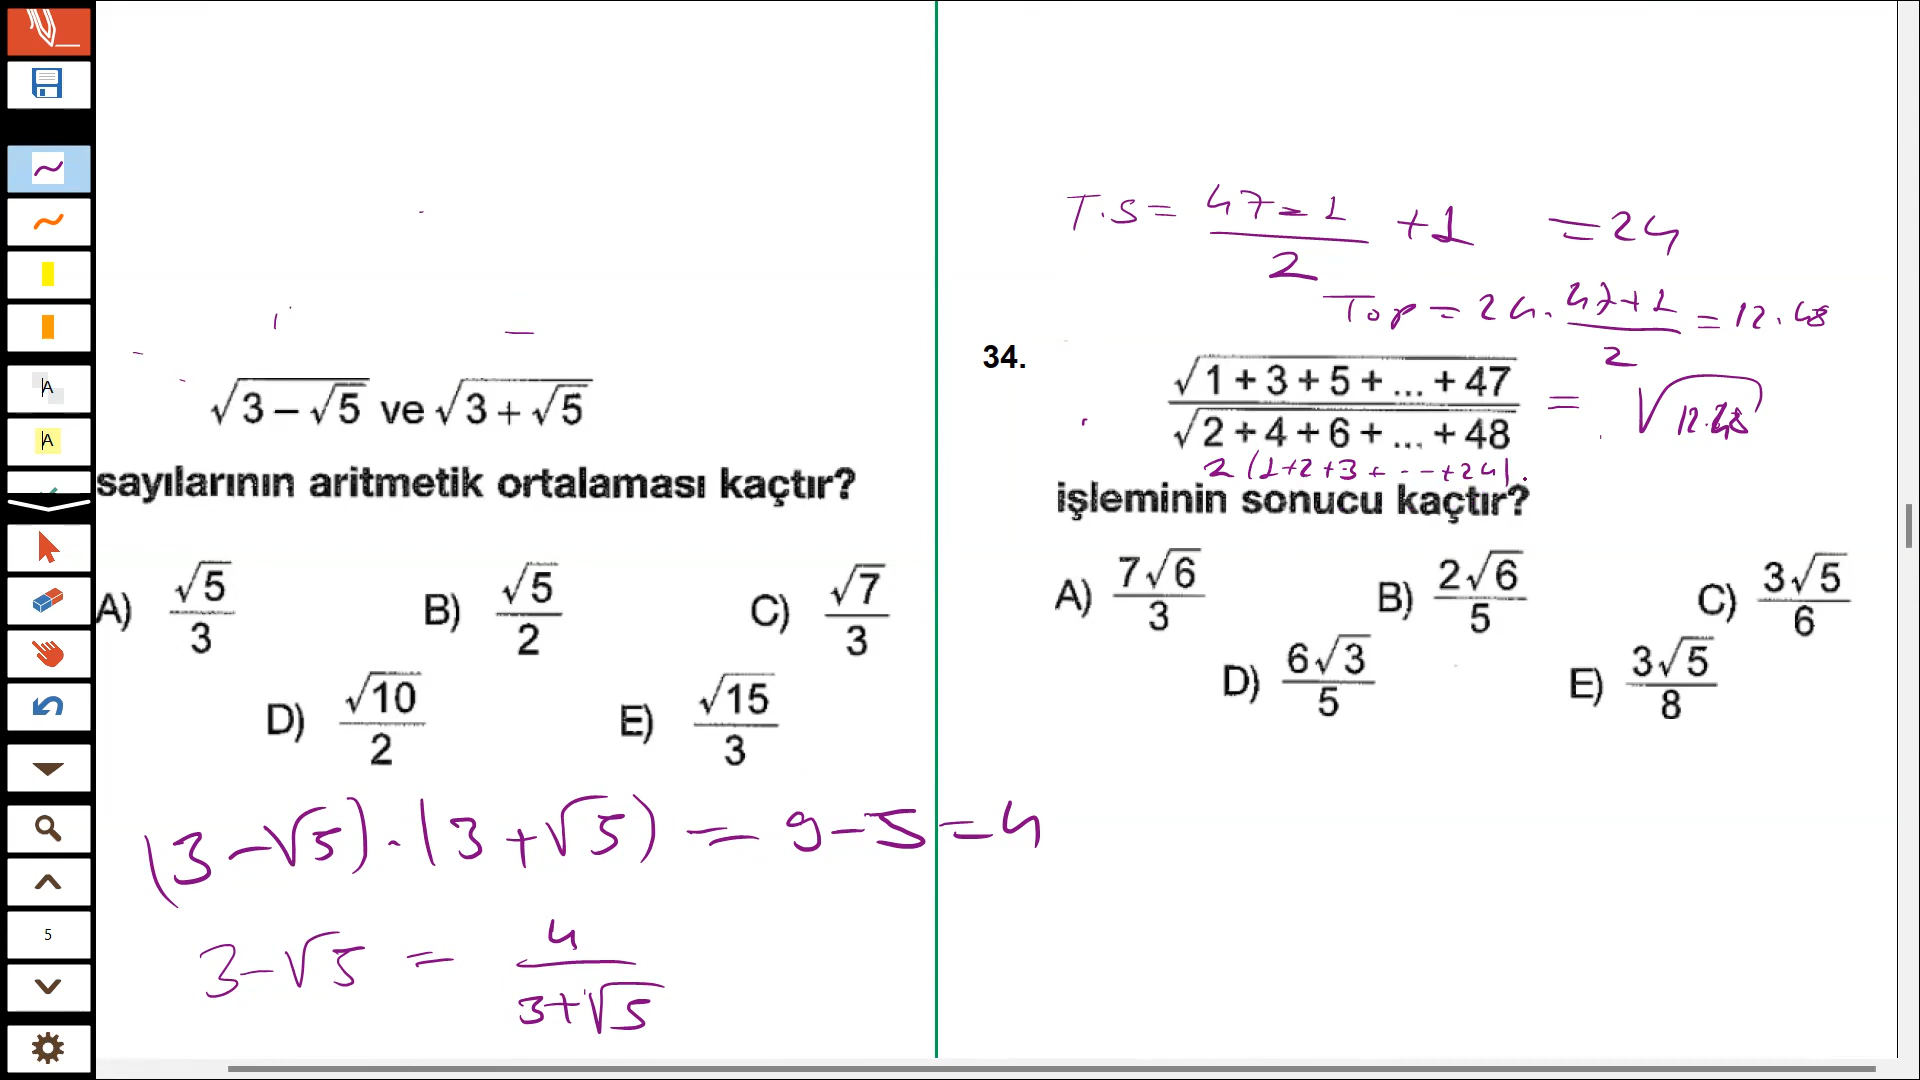 √(3 − √5) ve √(3 + √5)
sayılarının aritmetik ortalaması kaçtır?
A) √5/3 B) √5/2 C) √7/3
D) √10/2 E) √15/3
(3 − √5) · (3 + √5) = 9 − 5 = 4
3 − √5 = 4/(3 + √5)
T.S = (47 − 1)/2 + 1 = 24
Top = 24 · (47 + 1)/2 = 12 · 48
34.
√(1 + 3 + 5 + ... + 47) / √(2 + 4 + 6 + ... + 48) = √(12.48)
2 (1+2+3+ ... +24).
işleminin sonucu kaçtır?
A) 7√6/3 B) 2√6/5 C) 3√5/6
D) 6√3/5 E) 3√5/8
A
A
5